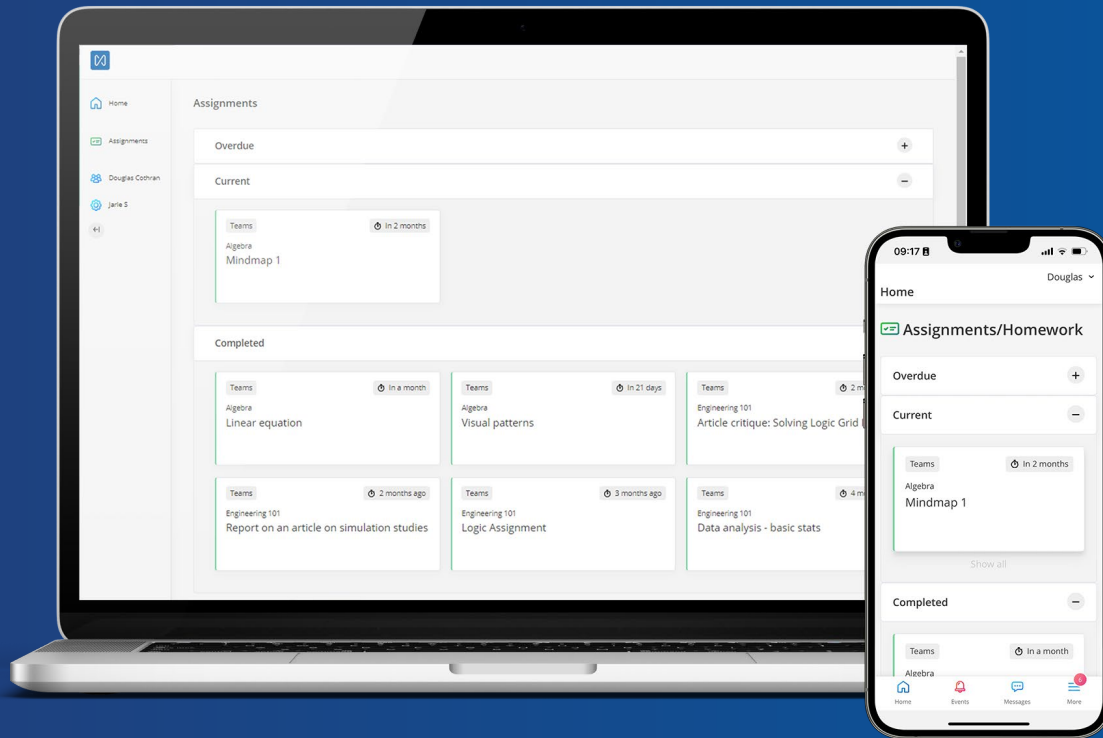 Home
Assignments
Douglas Cothran
Jarle S
Assignments
Overdue
Current
Teams
In 2 months
Algebra
Mindmap 1
Completed
Teams
In a month
Algebra
Linear equation
Teams
In 21 days
Algebra
Visual patterns
Teams
2 m
Engineering 101
Article critique: Solving Logic Grid
Teams
2 months ago
Engineering 101
Report on an article on simulation studies
Teams
3 months ago
Engineering 101
Logic Assignment
Teams
4 m
Engineering 101
Data analysis - basic stats
09:17
Douglas
Home
Assignments/Homework
Overdue
Current
Teams
In 2 months
Algebra
Mindmap 1
Show all
Completed
Teams
In a month
Algebra
6
Home
Events
Messages
More